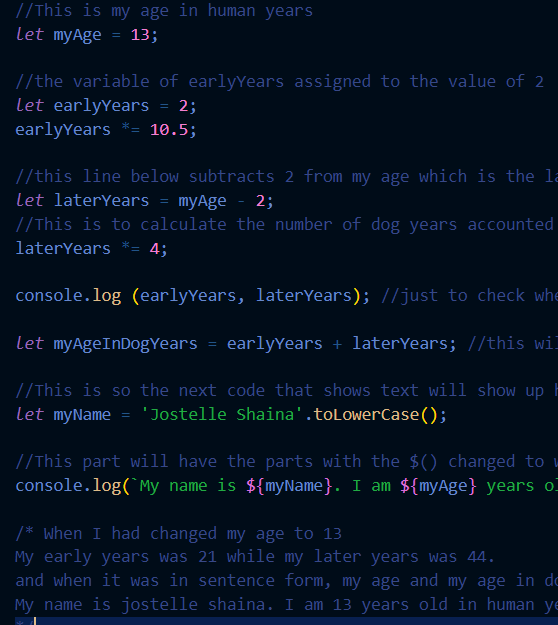 //This is my age in human years
let myAge = 13;
//the variable of earlyYears assigned to the value of 2
let earlyYears = 2;
earlyYears *= 10.5;
//this line below subtracts 2 from my age which is the la
let laterYears = myAge - 2;
//This is to calculate the number of dog years accounted
laterYears *= 4;
console.log (earlyYears, laterYears); //just to check whe
let myAgeInDogYears = earlyYears + laterYears; //this wil
//This is so the next code that shows text will show up h
let myName = 'Jostelle Shaina'.toLowerCase();
//This part will have the parts with the $() changed to w
console.log(`My name is ${myName}. I am ${myAge} years ol
/* When I had changed my age to 13
My early years was 21 while my later years was 44.
and when it was in sentence form, my age and my age in do
My name is jostelle shaina. I am 13 years old in human ye
*/